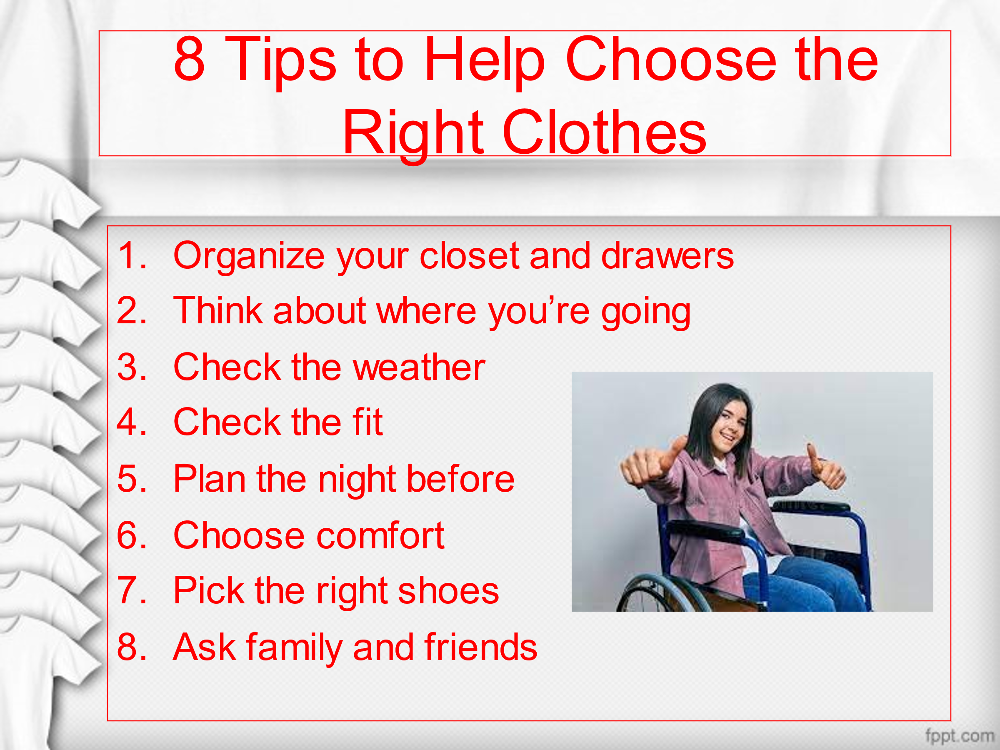 8 Tips to Help Choose the
Right Clothes
1. Organize your closet and drawers
2. Think about where you’re going
3. Check the weather
4. Check the fit
5. Plan the night before
6. Choose comfort
7. Pick the right shoes
8. Ask family and friends
fppt.com